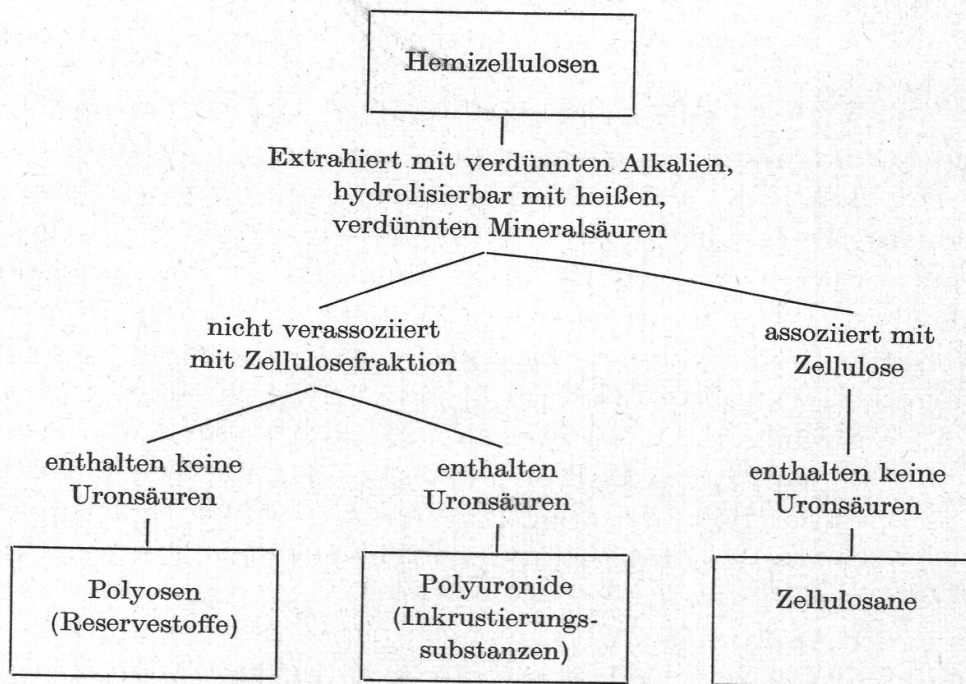 Hemizellulosen
Extrahiert mit verdünnten Alkalien,
hydrolisierbar mit heißen,
verdünnten Mineralsäuren
nicht verassoziiert
mit Zellulosefraktion
assoziiert mit
Zellulose
enthalten keine
Uronsäuren
enthalten
Uronsäuren
enthalten keine
Uronsäuren
Polyosen
(Reservestoffe)
Polyuronide
(Inkrustierungs-
substanzen)
Zellulosane